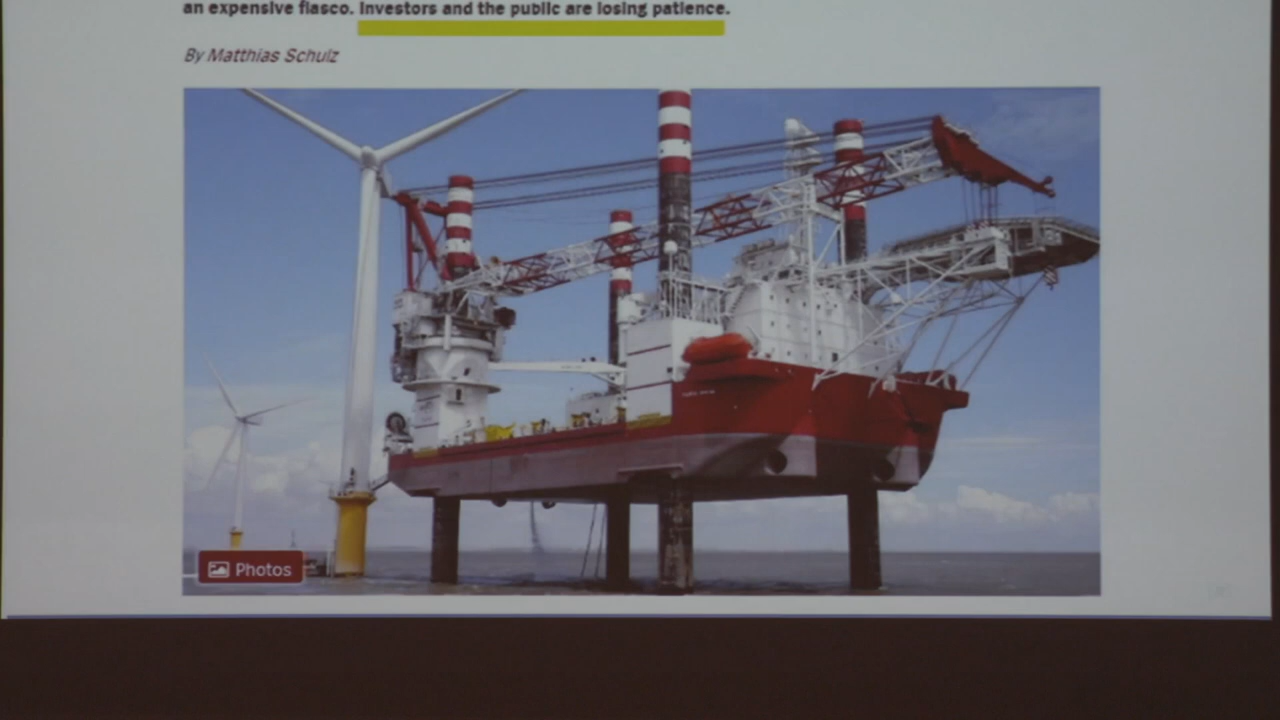 an expensive fiasco. Investors and the public are losing patience.
By Matthias Schulz
Photos